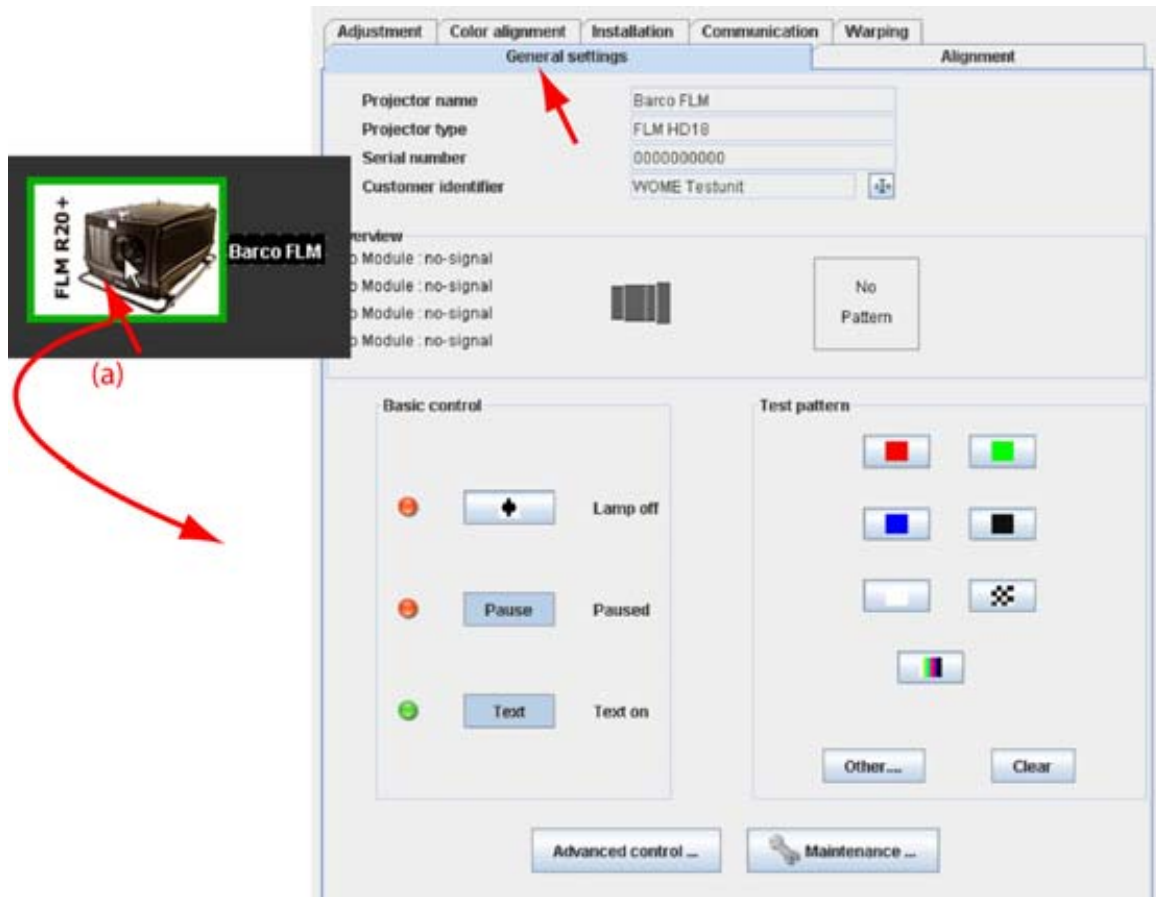 Adjustment Color alignment Installation Communication Warping
General settings Alignment
Projector name Barco FLM
Projector type FLM HD18
Serial number 0000000000
Customer identifier WOME Testunit
FLM R20+
Barco FLM
(a)
Module : no-signal
Module : no-signal
Module : no-signal
Module : no-signal
No
Pattern
Basic control
Lamp off
Pause Paused
Text Text on
Test pattern
Other.... Clear
Advanced control ... Maintenance ...